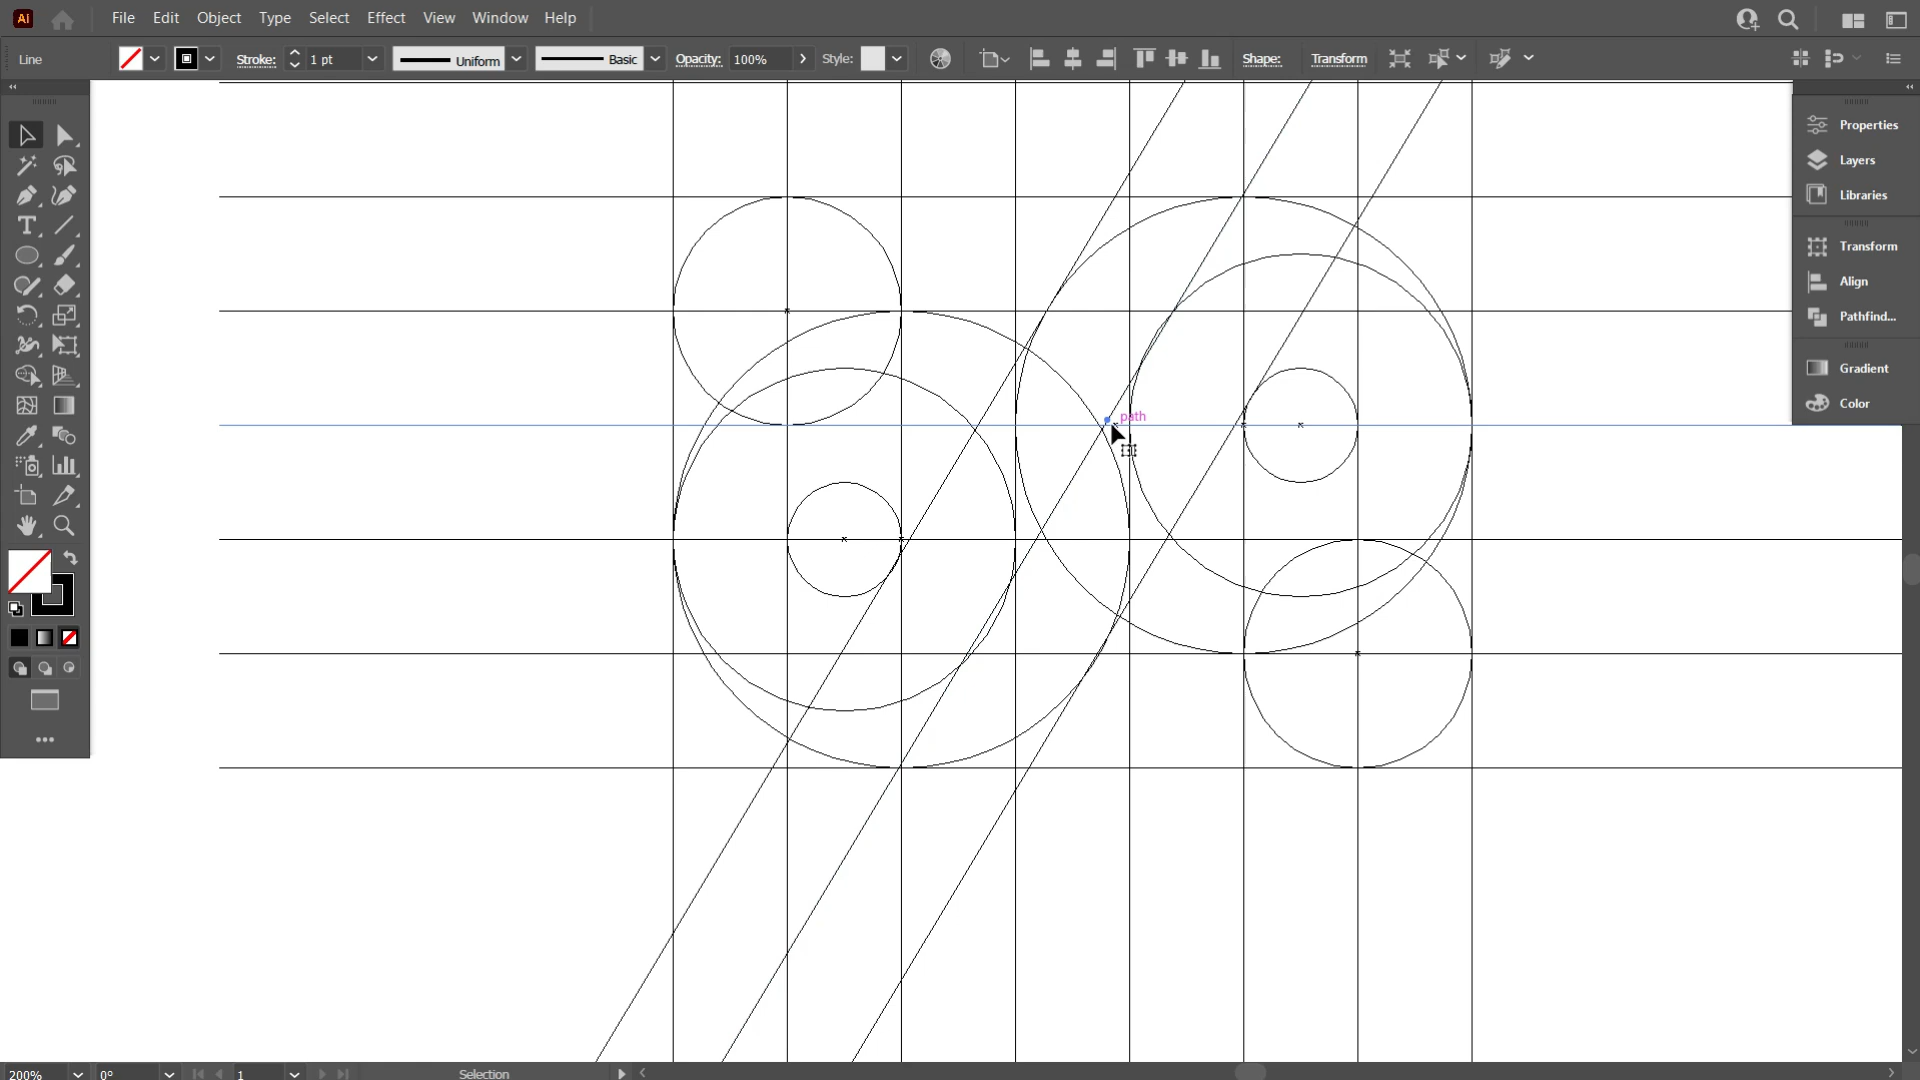 Ai File Edit Object Type Select Effect View Window Help
Line Stroke: 1 pt Uniform Basic Opacity: 100% Style: Shape: Transform
Properties
Layers
Libraries
Transform
Align
Pathfind...
Gradient
Color
path
200% 0° 1 Selection